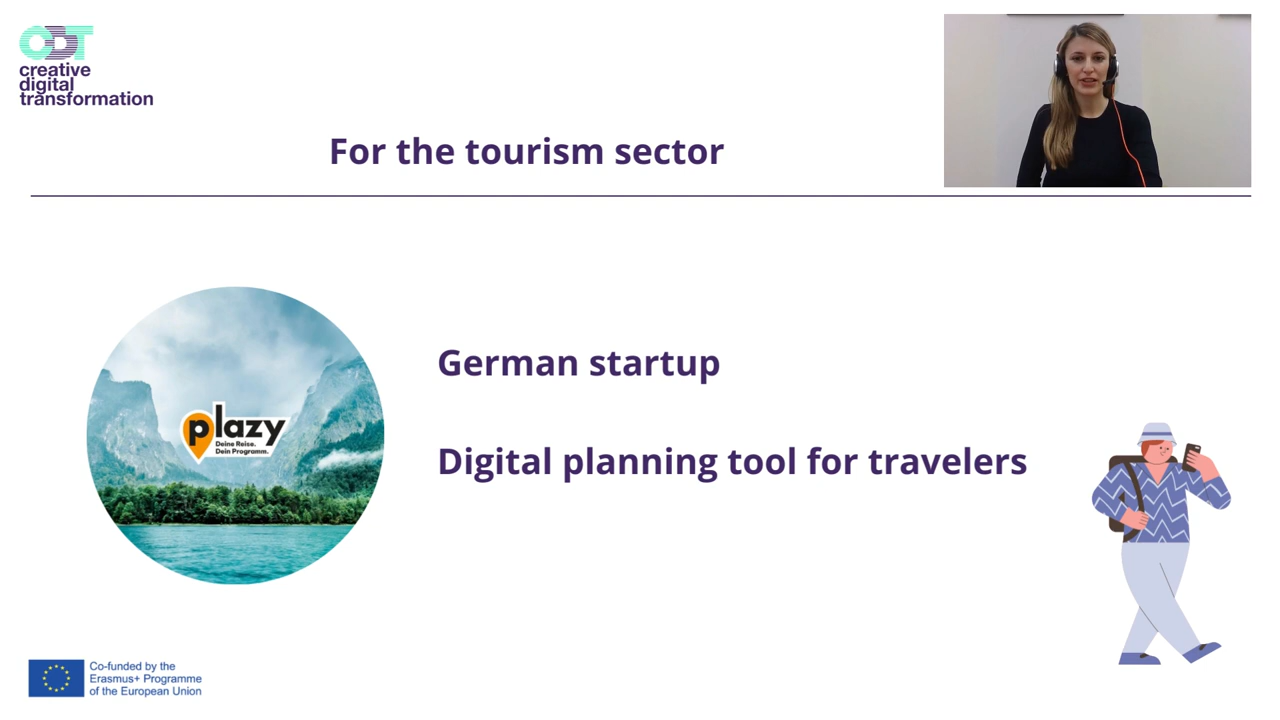 CDT
creative
digital
transformation
For the tourism sector
plazy
Deine Reise.
Dein Programm.
German startup
Digital planning tool for travelers
Co-funded by the
Erasmus+ Programme
of the European Union